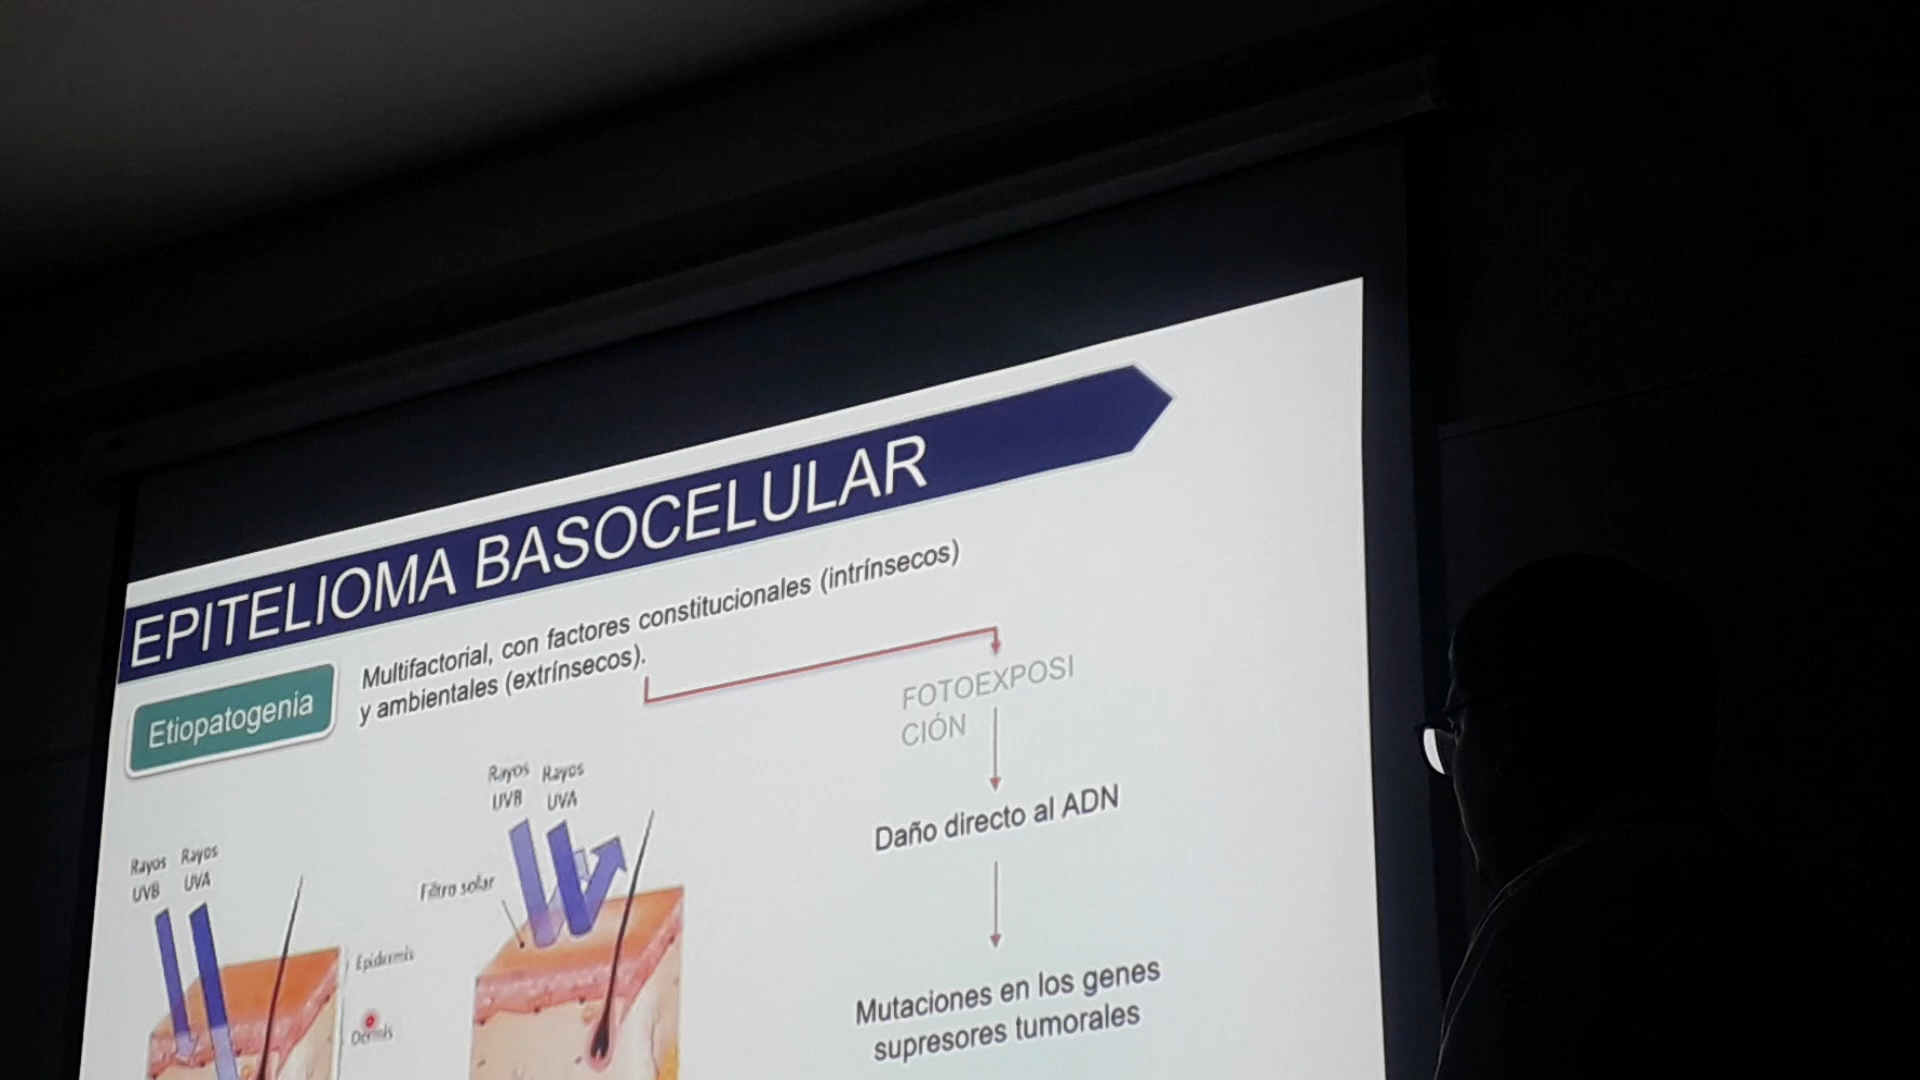 EPITELIOMA BASOCELULAR
Etiopatogenia
Multifactorial, con factores constitucionales (intrínsecos)
y ambientales (extrínsecos).
FOTOEXPOSI
CIÓN
Daño directo al ADN
Mutaciones en los genes
supresores tumorales
Rayos Rayos
UVB UVA
Filtro solar
Rayos Rayos
UVB UVA
Epidermis
Dermis